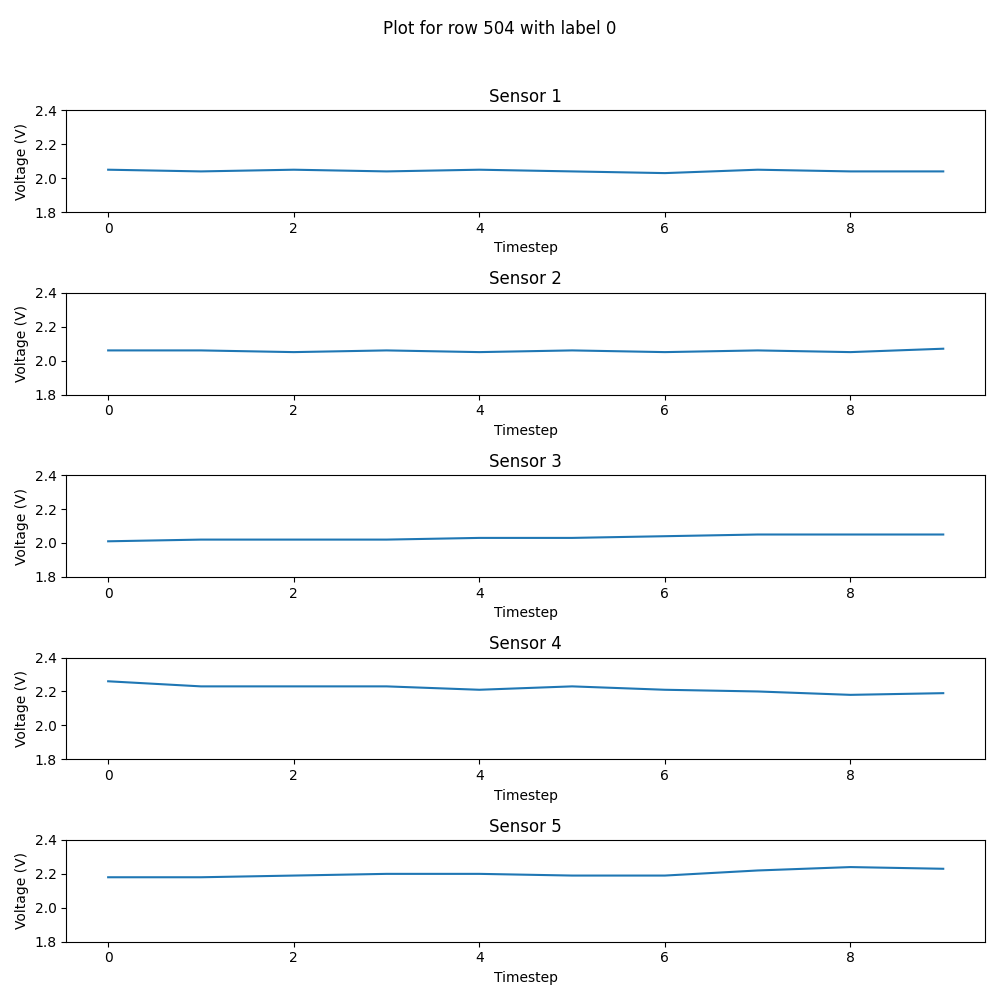 Plot for row 504 with label 0
Sensor 1
Voltage (V)
2.4
2.2
2.0
1.8
0 2 4 6 8
Timestep
Sensor 2
Voltage (V)
2.4
2.2
2.0
1.8
0 2 4 6 8
Timestep
Sensor 3
Voltage (V)
2.4
2.2
2.0
1.8
0 2 4 6 8
Timestep
Sensor 4
Voltage (V)
2.4
2.2
2.0
1.8
0 2 4 6 8
Timestep
Sensor 5
Voltage (V)
2.4
2.2
2.0
1.8
0 2 4 6 8
Timestep